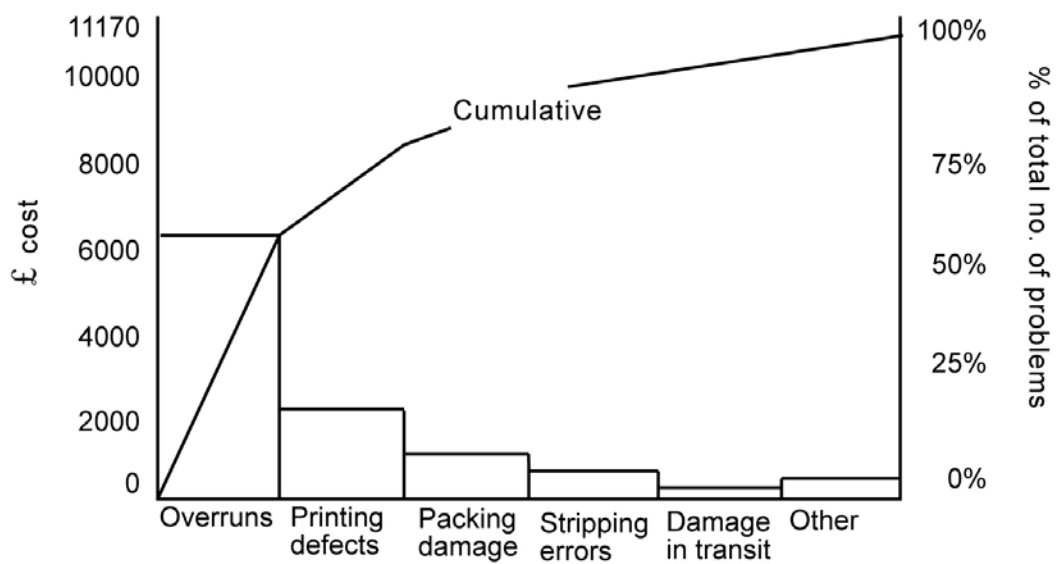 11170
10000
8000
6000
4000
2000
0
£ cost
Cumulative
100%
75%
50%
25%
0%
% of total no. of problems
Overruns
Printing
defects
Packing
damage
Stripping
errors
Damage
in transit
Other